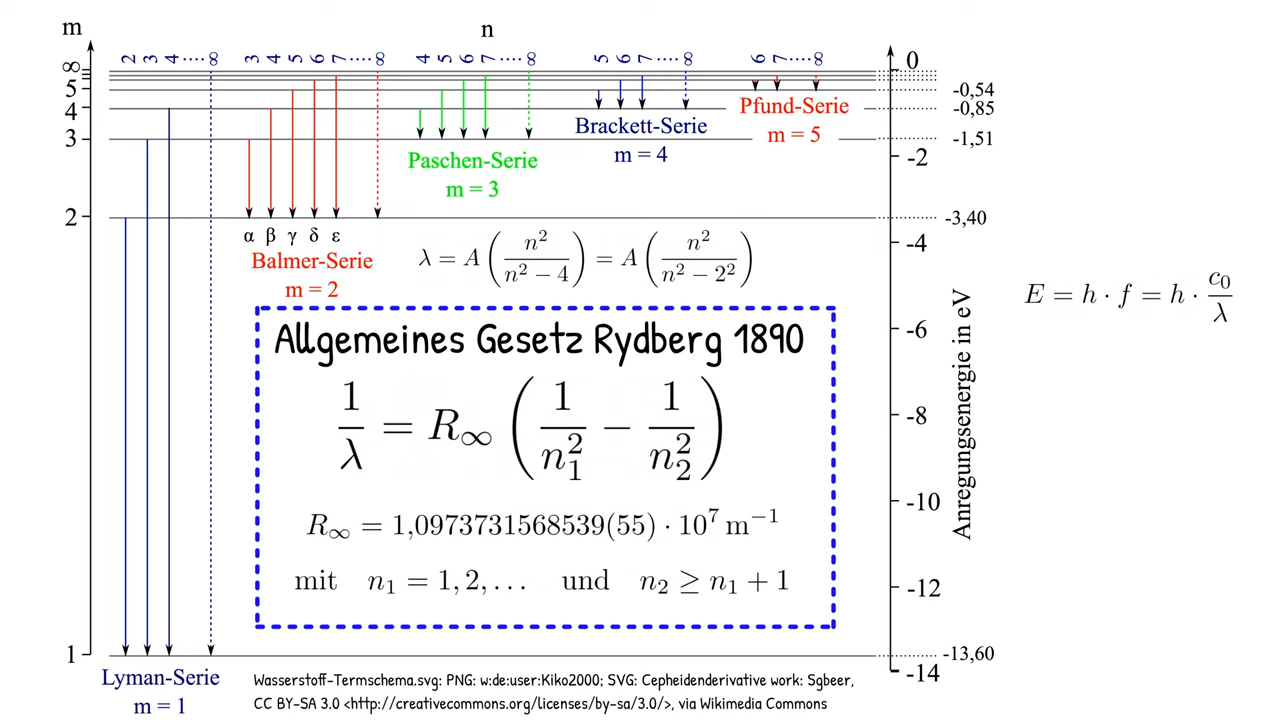 m
n
2 3 4 ····· ∞
3 4 5 6 7 ····· ∞
4 5 6 7 ····· ∞
5 6 7 ····· ∞
6 7 ····· ∞
∞
5
4
3
2
1
0
-2
-4
-6
-8
-10
-12
-14
-0,54
-0,85
-1,51
-3,40
-13,60
Pfund-Serie
m = 5
Brackett-Serie
m = 4
Paschen-Serie
m = 3
α β γ δ ε
Balmer-Serie
m = 2
λ = A (n² / (n² − 4)) = A (n² / (n² − 2²))
Anregungsenergie in eV
E = h · f = h · c₀ / λ
Allgemeines Gesetz Rydberg 1890
1/λ = R∞ (1/n₁² − 1/n₂²)
R∞ = 1,0973731568539(55) · 10⁷ m⁻¹
mit n₁ = 1, 2, . . . und n₂ ≥ n₁ + 1
Lyman-Serie
m = 1
Wasserstoff-Termschema.svg: PNG: w:de:user:Kiko2000; SVG: Cepheidenderivative work: Sgbeer,
CC BY-SA 3.0 <http://creativecommons.org/licenses/by-sa/3.0/>, via Wikimedia Commons